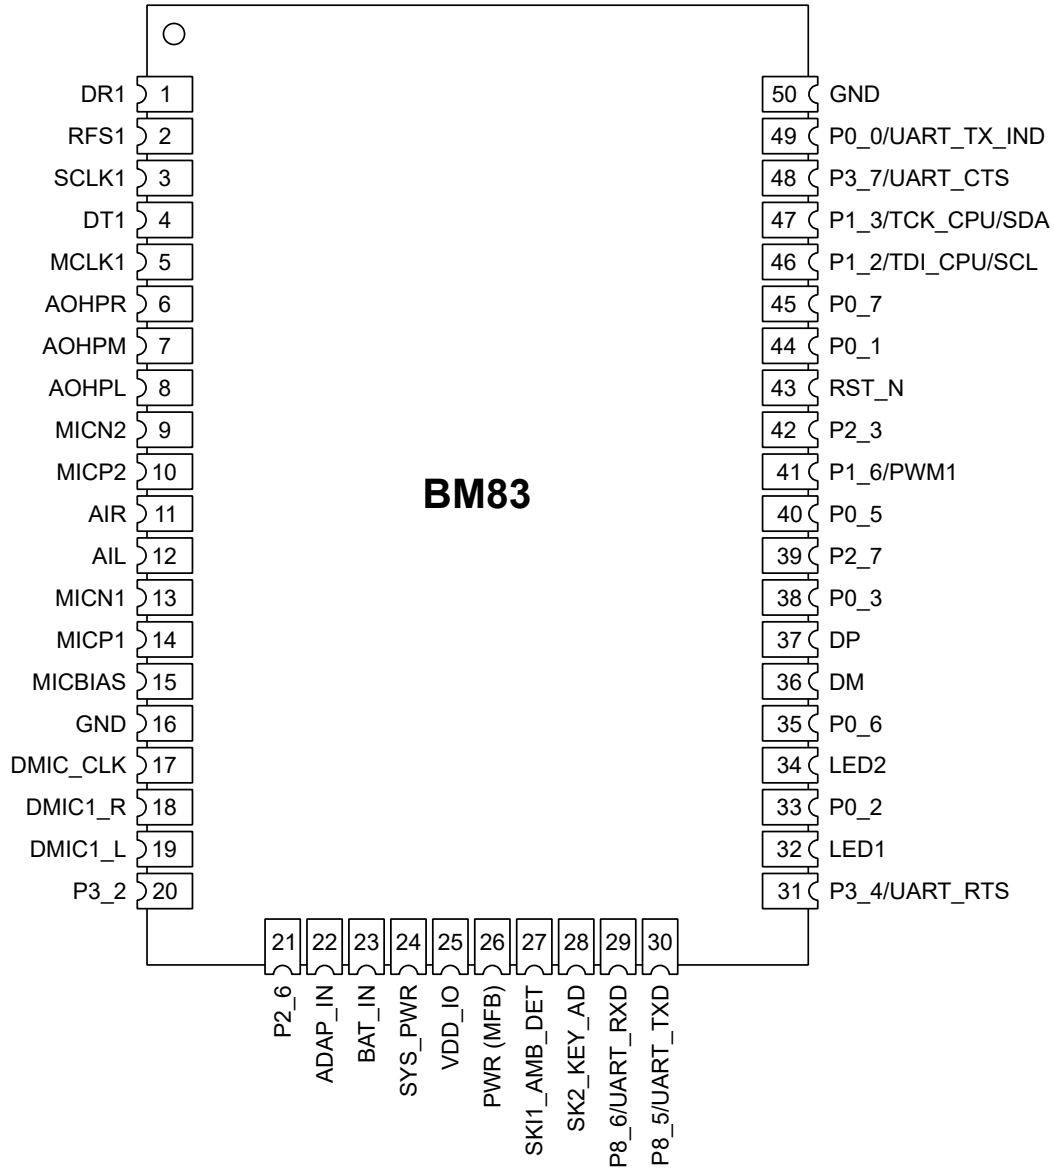 DR1 1
RFS1 2
SCLK1 3
DT1 4
MCLK1 5
AOHPR 6
AOHPM 7
AOHPL 8
MICN2 9
MICP2 10
AIR 11
AIL 12
MICN1 13
MICP1 14
MICBIAS 15
GND 16
DMIC_CLK 17
DMIC1_R 18
DMIC1_L 19
P3_2 20
BM83
50 GND
49 P0_0/UART_TX_IND
48 P3_7/UART_CTS
47 P1_3/TCK_CPU/SDA
46 P1_2/TDI_CPU/SCL
45 P0_7
44 P0_1
43 RST_N
42 P2_3
41 P1_6/PWM1
40 P0_5
39 P2_7
38 P0_3
37 DP
36 DM
35 P0_6
34 LED2
33 P0_2
32 LED1
31 P3_4/UART_RTS
21 P2_6
22 ADAP_IN
23 BAT_IN
24 SYS_PWR
25 VDD_IO
26 PWR (MFB)
27 SKI1_AMB_DET
28 SK2_KEY_AD
29 P8_6/UART_RXD
30 P8_5/UART_TXD